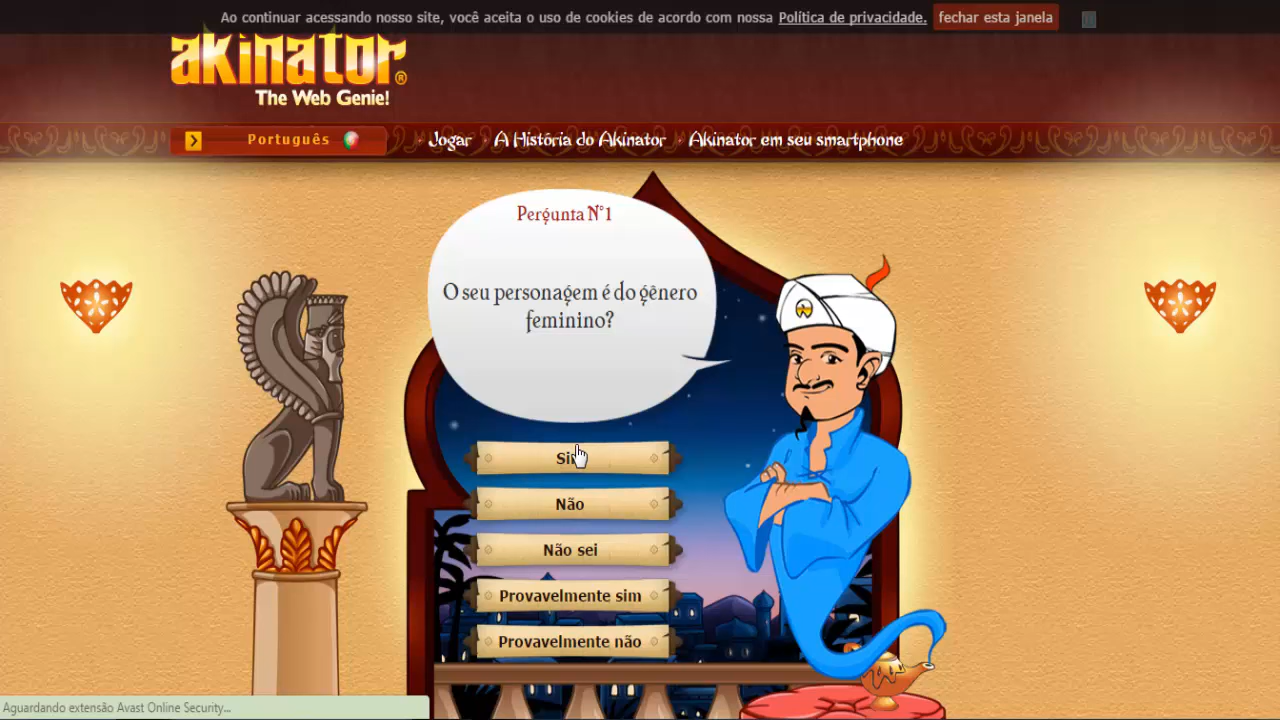 Ao continuar acessando nosso site, você aceita o uso de cookies de acordo com nossa Política de privacidade. fechar esta janela
akinator®
The Web Genie!
Português
Jogar
A História do Akinator
Akinator em seu smartphone
Pergunta N°1
O seu personagem é do gênero
feminino?
Não
Não sei
Provavelmente sim
Provavelmente não
Aguardando extensão Avast Online Security...